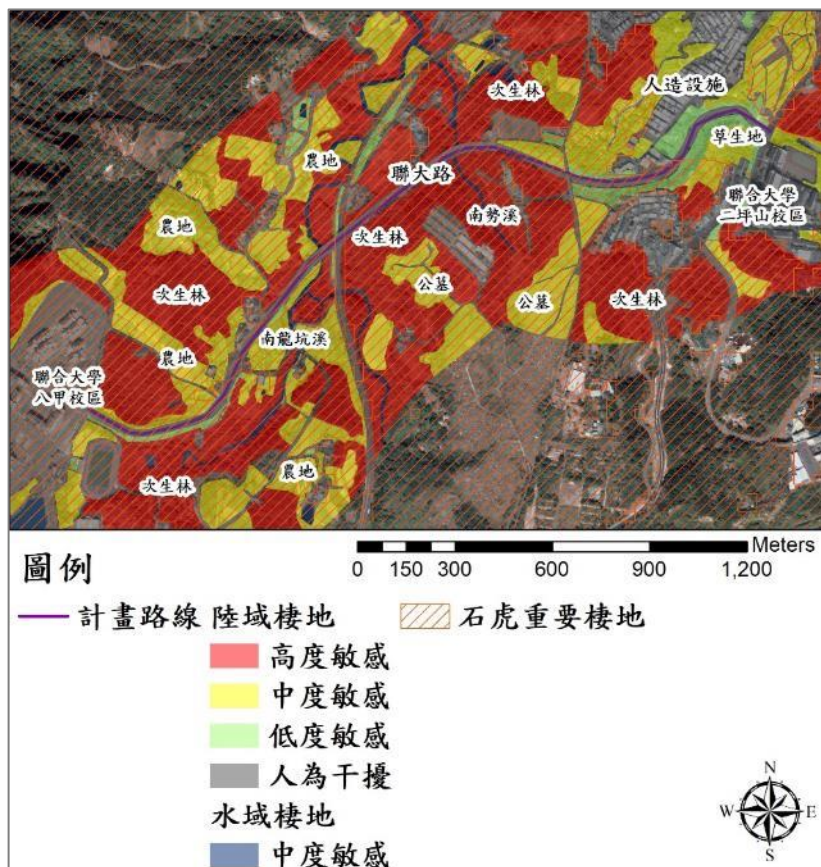 次生林
人造設施
草生地
農地
聯大路
聯合大學
二坪山校區
農地
南勢溪
次生林
公墓
公墓
次生林
次生林
南龍坑溪
農地
聯合大學
八甲校區
農地
次生林
Meters
0 150 300 600 900 1,200
圖例
計畫路線 陸域棲地 石虎重要棲地
高度敏感
中度敏感
低度敏感
人為干擾
水域棲地
中度敏感
N
W E
S